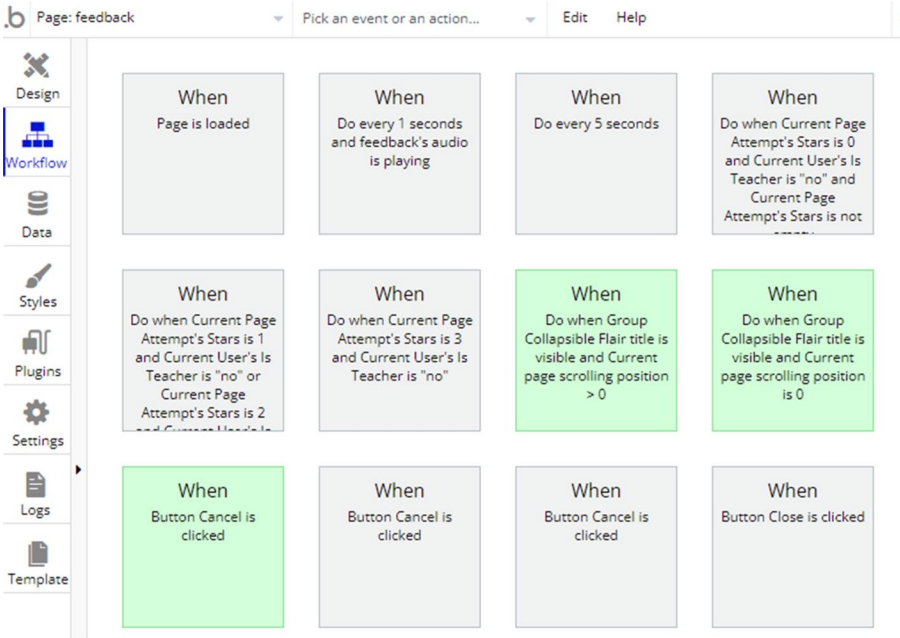 .b Page: feedback Pick an event or an action... Edit Help
Design
Workflow
Data
Styles
Plugins
Settings
Logs
Template
When
Page is loaded
When
Do every 1 seconds
and feedback's audio
is playing
When
Do every 5 seconds
When
Do when Current Page
Attempt's Stars is 0
and Current User's Is
Teacher is "no" and
Current Page
Attempt's Stars is not
When
Do when Current Page
Attempt's Stars is 1
and Current User's Is
Teacher is "no" or
Current Page
Attempt's Stars is 2
and Current User's Is
When
Do when Current Page
Attempt's Stars is 3
and Current User's Is
Teacher is "no"
When
Do when Group
Collapsible Flair title is
visible and Current
page scrolling position
> 0
When
Do when Group
Collapsible Flair title is
visible and Current
page scrolling position
is 0
When
Button Cancel is
clicked
When
Button Cancel is
clicked
When
Button Cancel is
clicked
When
Button Close is clicked